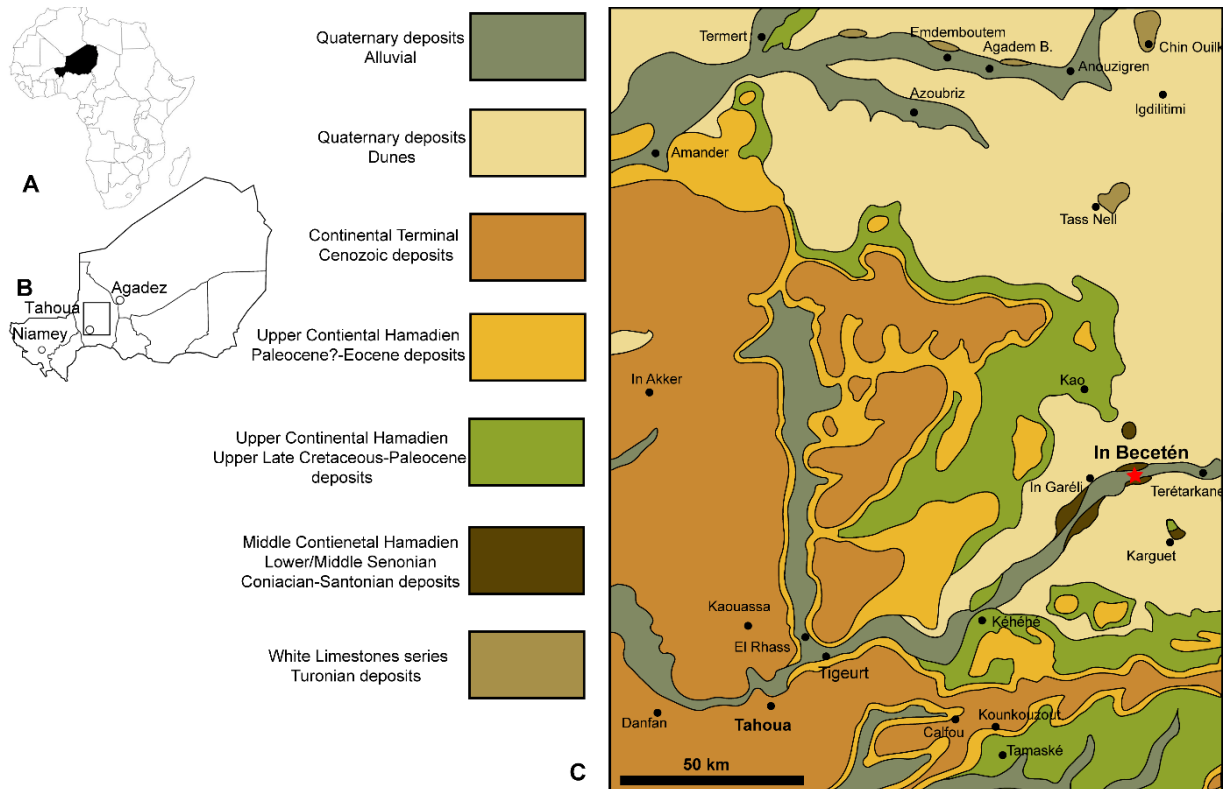 A
B
Tahoua
Agadez
Niamey
Quaternary deposits
Alluvial
Quaternary deposits
Dunes
Continental Terminal
Cenozoic deposits
Upper Contiental Hamadien
Paleocene?-Eocene deposits
Upper Continental Hamadien
Upper Late Cretaceous-Paleocene
deposits
Middle Contienetal Hamadien
Lower/Middle Senonian
Coniacian-Santonian deposits
White Limestones series
Turonian deposits
C
Termert
Emdemboutem
Agadem B.
Chin Ouilk
Anouzigren
Azoubriz
Igdilitimi
Amander
Tass Nell
In Akker
Kao
In Becetén
In Garéli
Terétarkane
Karguet
Kaouassa
Kéhéhé
El Rhass
Tigeurt
Danfan
Tahoua
Calfou
Kounkouzout
Tamaské
50 km